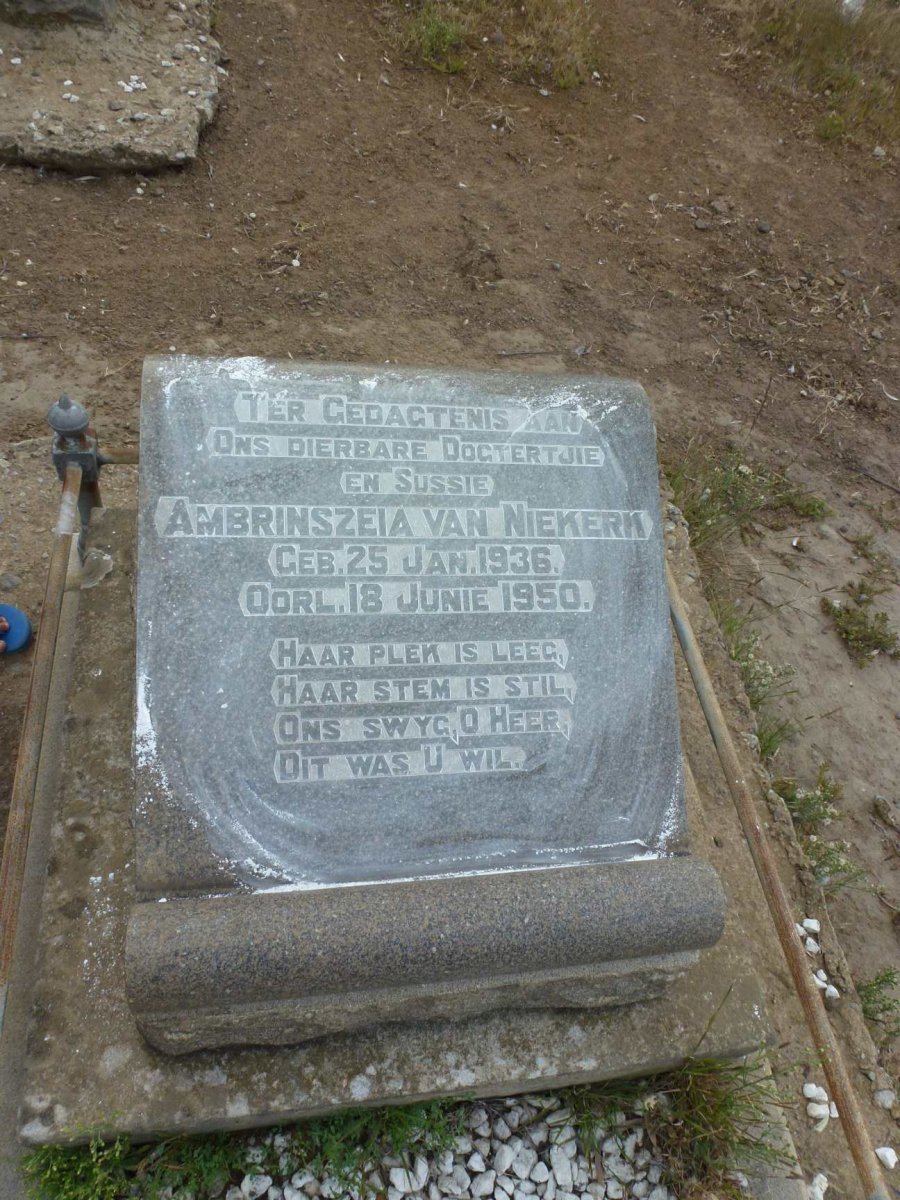 TER GEDAGTENIS AAN
ONS DIERBARE DOGTERTJIE
EN SUSSIE
AMBRINSZEIA VAN NIEKERK
GEB. 25 JAN. 1936.
OORL. 18 JUNIE 1950.
HAAR PLEK IS LEEG,
HAAR STEM IS STIL,
ONS SWYG, O HEER,
DIT WAS U WIL.